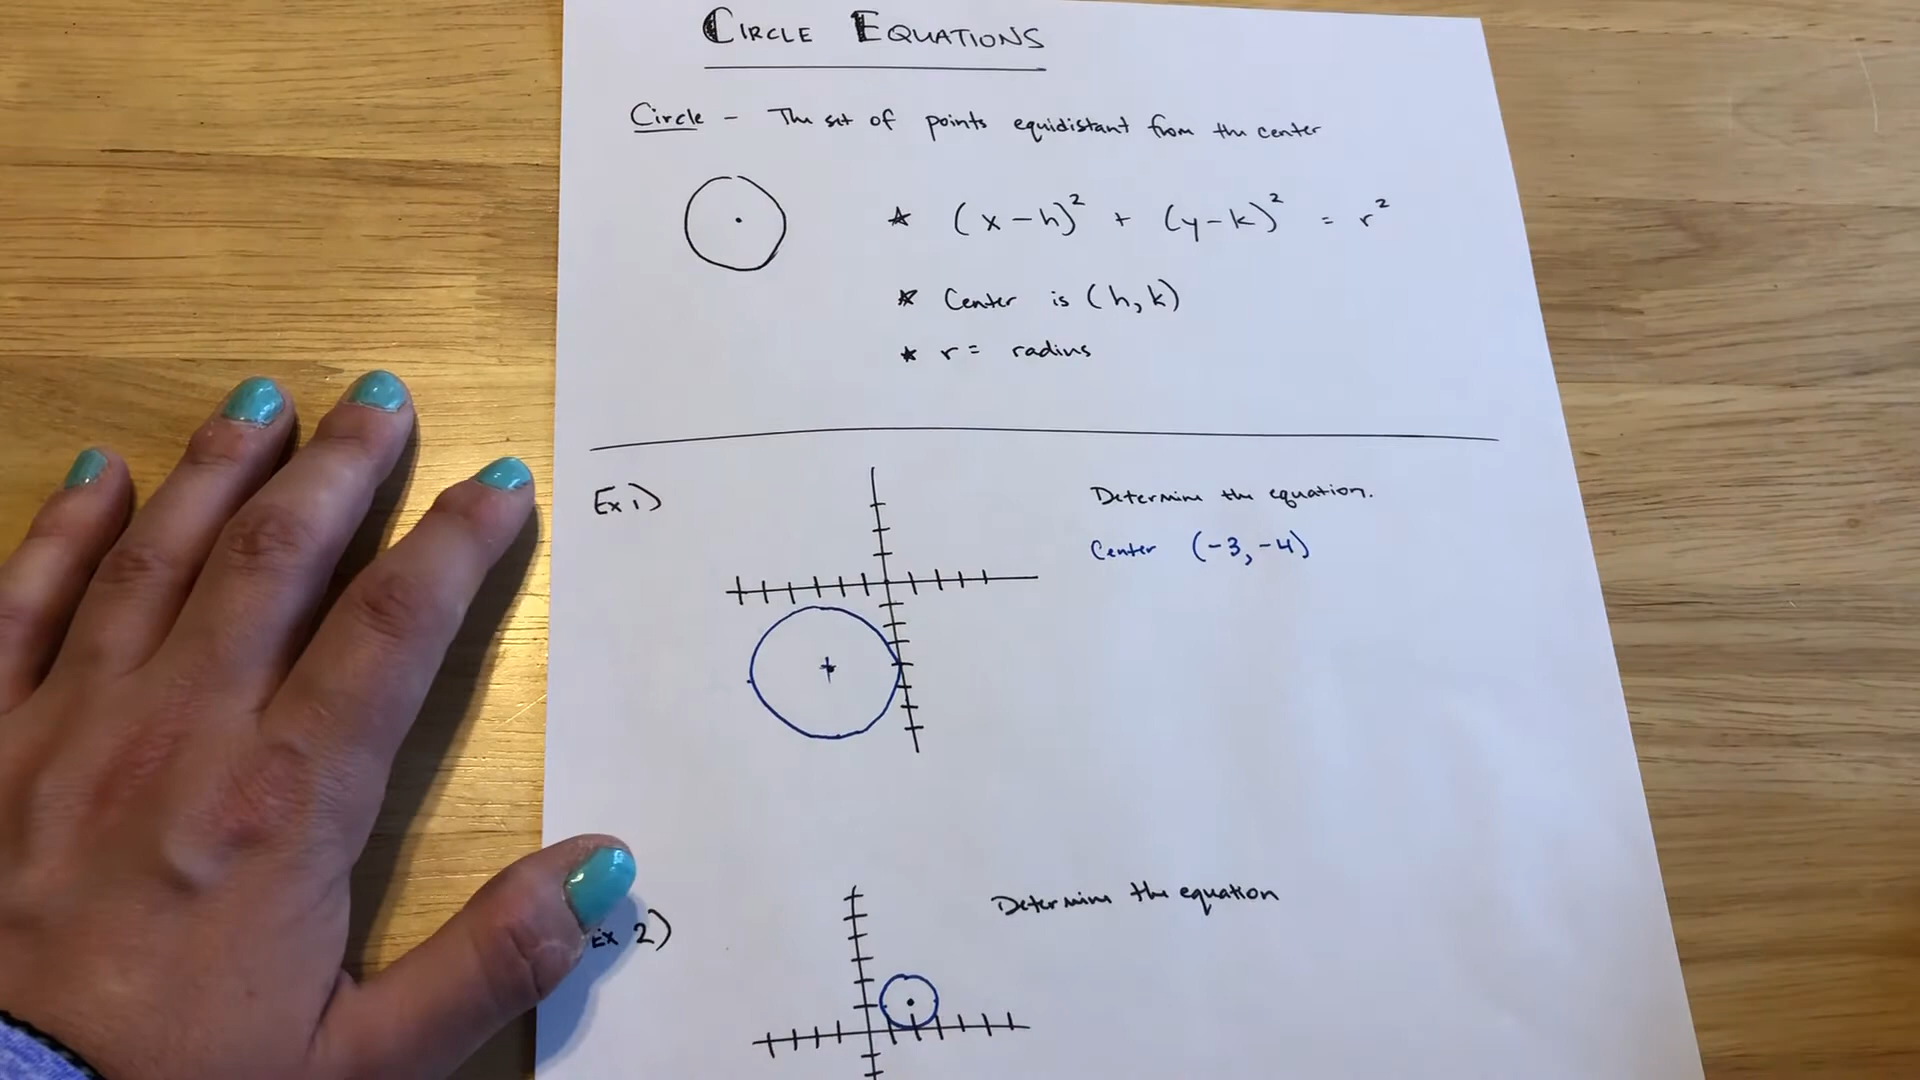 CIRCLE EQUATIONS
Circle - The set of points equidistant from the center
★ (x-h)² + (y-k)² = r²
★ Center is (h,k)
★ r = radius
Ex 1)
Determine the equation.
Center (-3,-4)
Ex 2)
Determine the equation